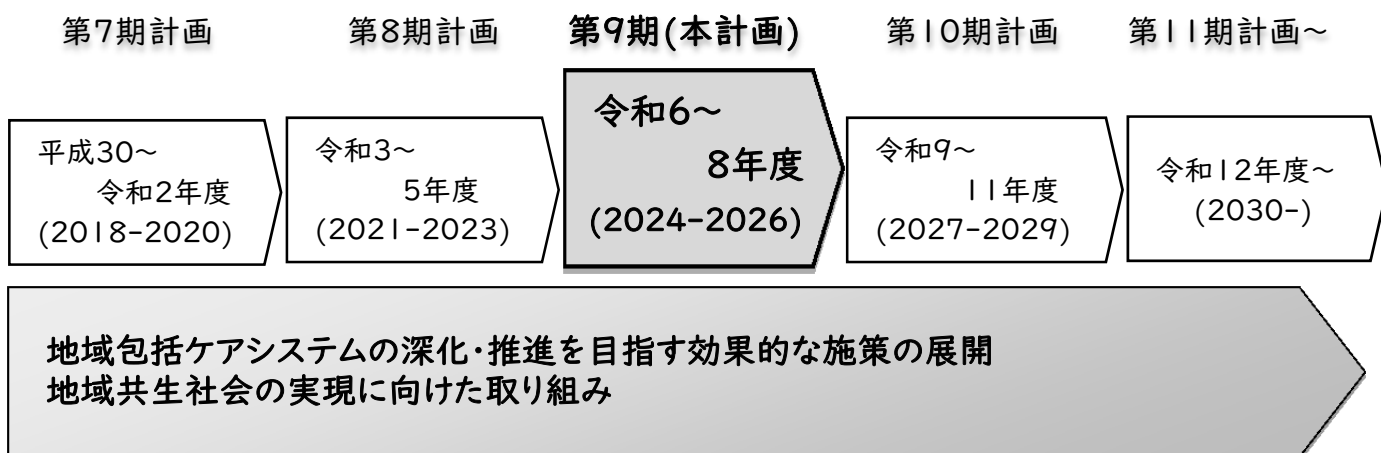 第7期計画
第8期計画
第9期(本計画)
第10期計画
第11期計画~
平成30~
令和2年度
(2018-2020)
令和3~
5年度
(2021-2023)
令和6~
8年度
(2024-2026)
令和9~
11年度
(2027-2029)
令和12年度~
(2030-)
地域包括ケアシステムの深化・推進を目指す効果的な施策の展開
地域共生社会の実現に向けた取り組み